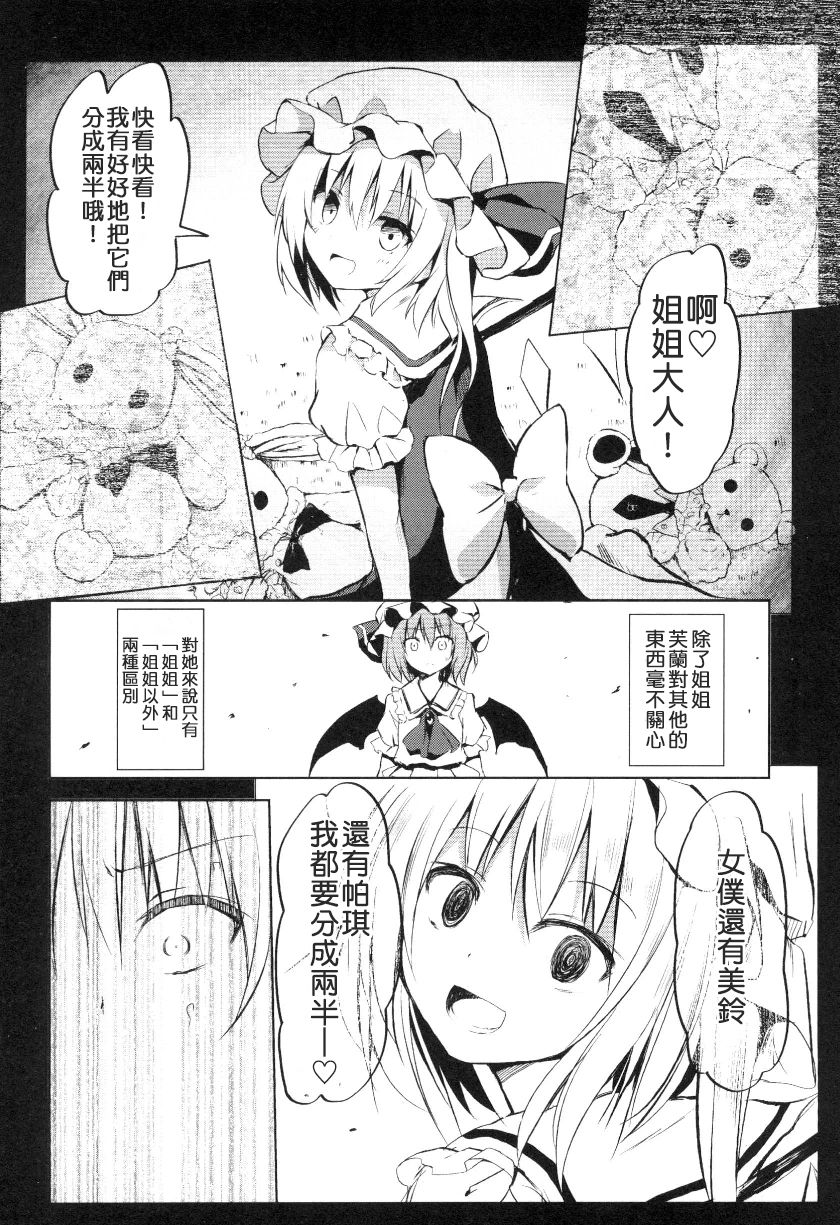 啊♡
姐姐大人！
快看快看！
我有好好地把它們
分成兩半哦！
除了姐姐
芙蘭對其他的
東西毫不關心
對她來說只有
「姐姐」和
「姐姐以外」
兩種區別
女僕還有美鈴
還有帕琪
我都要分成兩半—♡